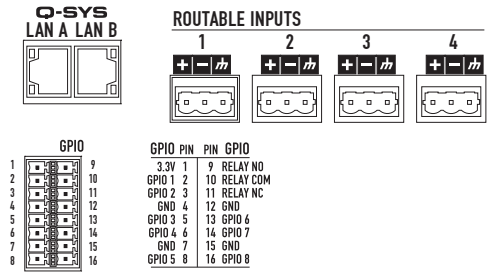 Q-SYS
LAN A LAN B
ROUTABLE INPUTS
1 2 3 4
+ − + − + − + −
GPIO
1 9
2 10
3 11
4 12
5 13
6 14
7 15
8 16
GPIO PIN PIN GPIO
3.3V 1 9 RELAY NO
GPIO 1 2 10 RELAY COM
GPIO 2 3 11 RELAY NC
GND 4 12 GND
GPIO 3 5 13 GPIO 6
GPIO 4 6 14 GPIO 7
GND 7 15 GND
GPIO 5 8 16 GPIO 8